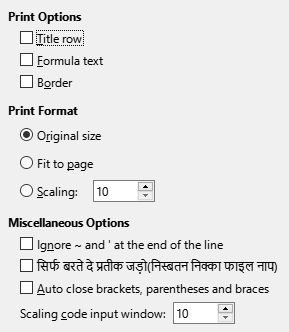 Print Options
Title row
Formula text
Border
Print Format
Original size
Fit to page
Scaling: 10
Miscellaneous Options
Ignore ~ and ' at the end of the line
सिर्फ बरते दे प्रतीक जड़ो(निस्बतन निक्का फाइल नाप)
Auto close brackets, parentheses and braces
Scaling code input window: 10